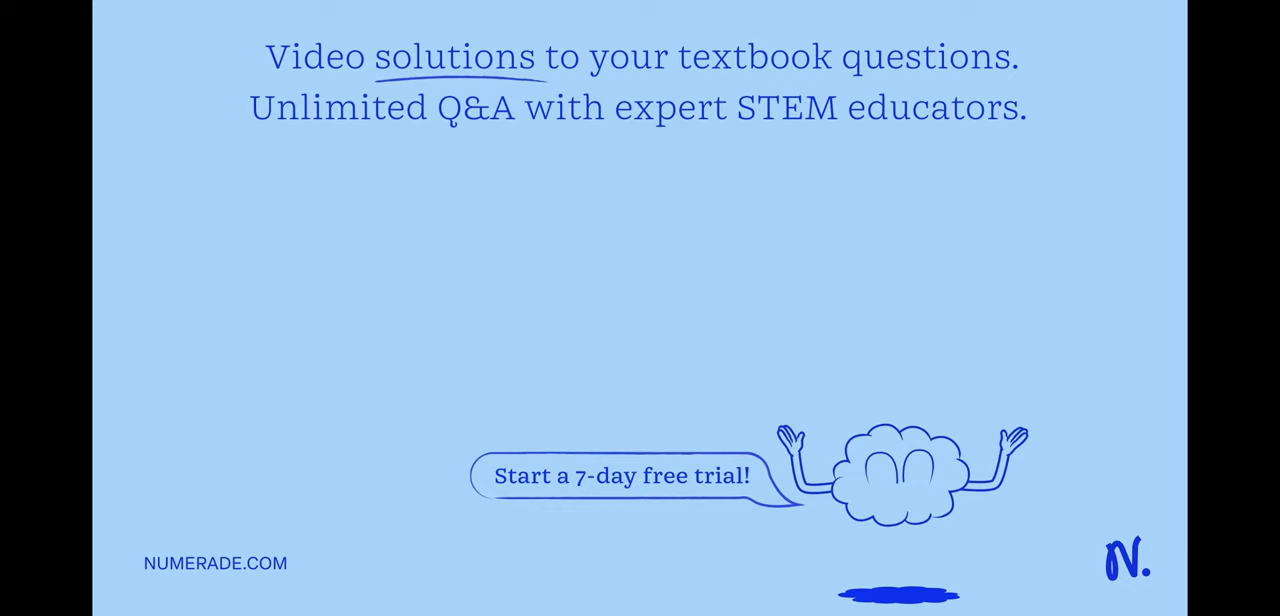 Video solutions to your textbook questions.
Unlimited Q&A with expert STEM educators.
Start a 7-day free trial!
NUMERADE.COM
N.